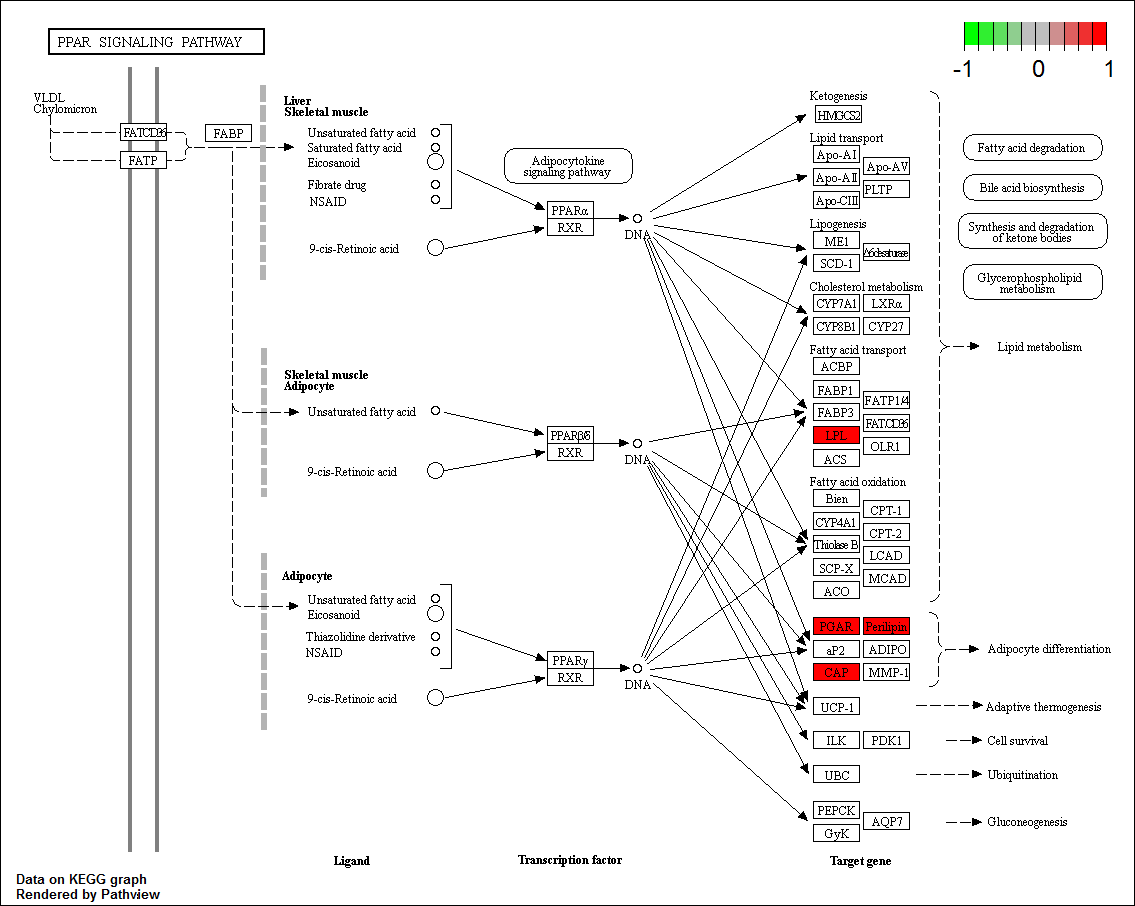 PPAR SIGNALING PATHWAY
-1
0
1
VLDL
Chylomicron
FATCD36
FATP
FABP
Liver
Skeletal muscle
Unsaturated fatty acid
Saturated fatty acid
Eicosanoid
Fibrate drug
NSAID
9-cis-Retinoic acid
Adipocytokine
signaling pathway
PPARα
RXR
DNA
Skeletal muscle
Adipocyte
Unsaturated fatty acid
9-cis-Retinoic acid
PPARβδ
RXR
DNA
Adipocyte
Unsaturated fatty acid
Eicosanoid
Thiazolidine derivative
NSAID
9-cis-Retinoic acid
PPARγ
RXR
DNA
Ketogenesis
HMGCS2
Lipid transport
Apo-AI
Apo-AII
Apo-CIII
Apo-AV
PLTP
Lipogenesis
ME1
SCD-1
Cholesterol metabolism
CYP7A1
LXRα
CYP8B1
CYP27
Fatty acid transport
ACBP
FABP1
FABP3
LPL
ACS
FATP1/4
FATCD36
OLR1
Fatty acid oxidation
Bien
CYP4A1
Thiolase B
SCP-X
ACO
CPT-1
CPT-2
LCAD
MCAD
PGAR
Perilipin
aP2
ADIPO
CAP
MMP-1
UCP-1
ILK
PDK1
UBC
PEPCK
GyK
AQP7
Fatty acid degradation
Bile acid biosynthesis
Synthesis and degradation
of ketone bodies
Glycerophospholipid
metabolism
Lipid metabolism
Adipocyte differentiation
Adaptive thermogenesis
Cell survival
Ubiquitination
Gluconeogenesis
Ligand
Transcription factor
Target gene
Data on KEGG graph
Rendered by Pathview